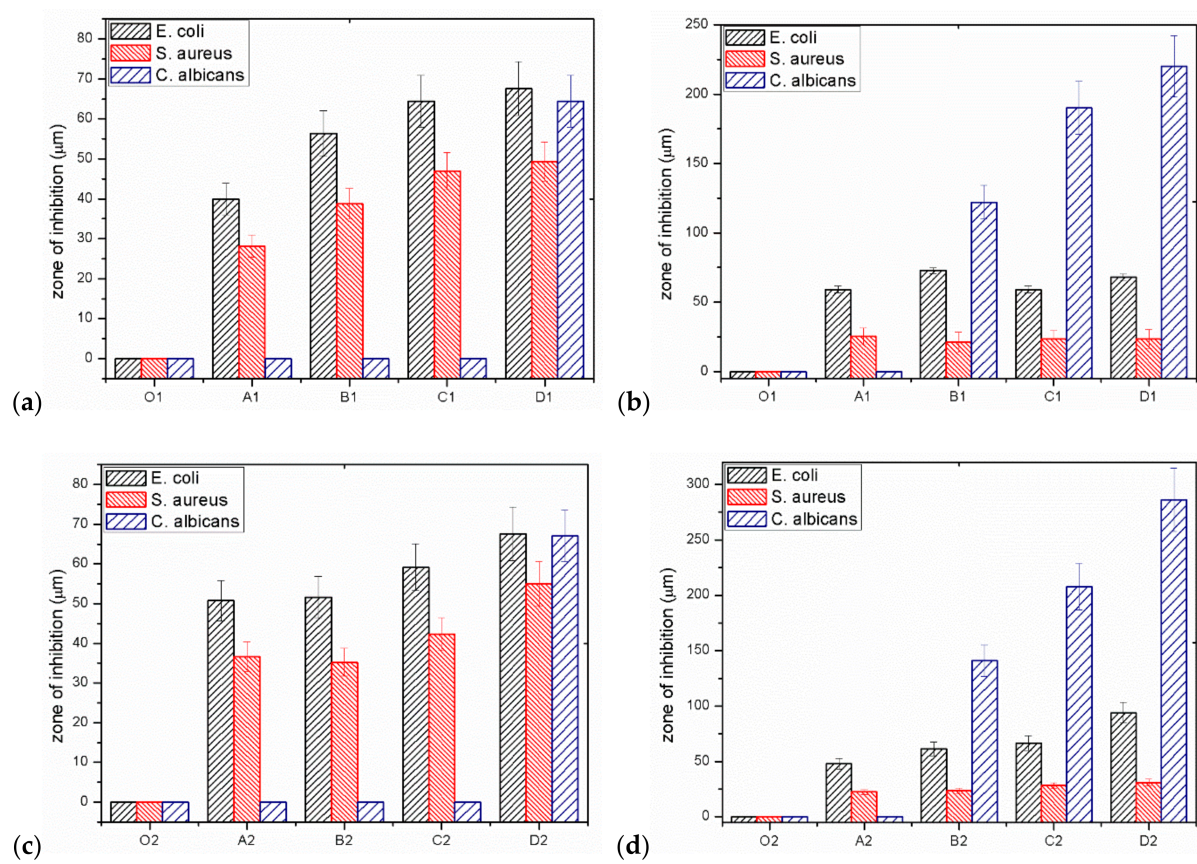 E. coli
S. aureus
C. albicans
zone of inhibition (μm)
80
70
60
50
40
30
20
10
0
O1 A1 B1 C1 D1
(a)
E. coli
S. aureus
C. albicans
zone of inhibition (μm)
250
200
150
100
50
0
O1 A1 B1 C1 D1
(b)
E. coli
S. aureus
C. albicans
zone of inhibition (μm)
80
70
60
50
40
30
20
10
0
O2 A2 B2 C2 D2
(c)
E. coli
S. aureus
C. albicans
zone of inhibition (μm)
300
250
200
150
100
50
0
O2 A2 B2 C2 D2
(d)